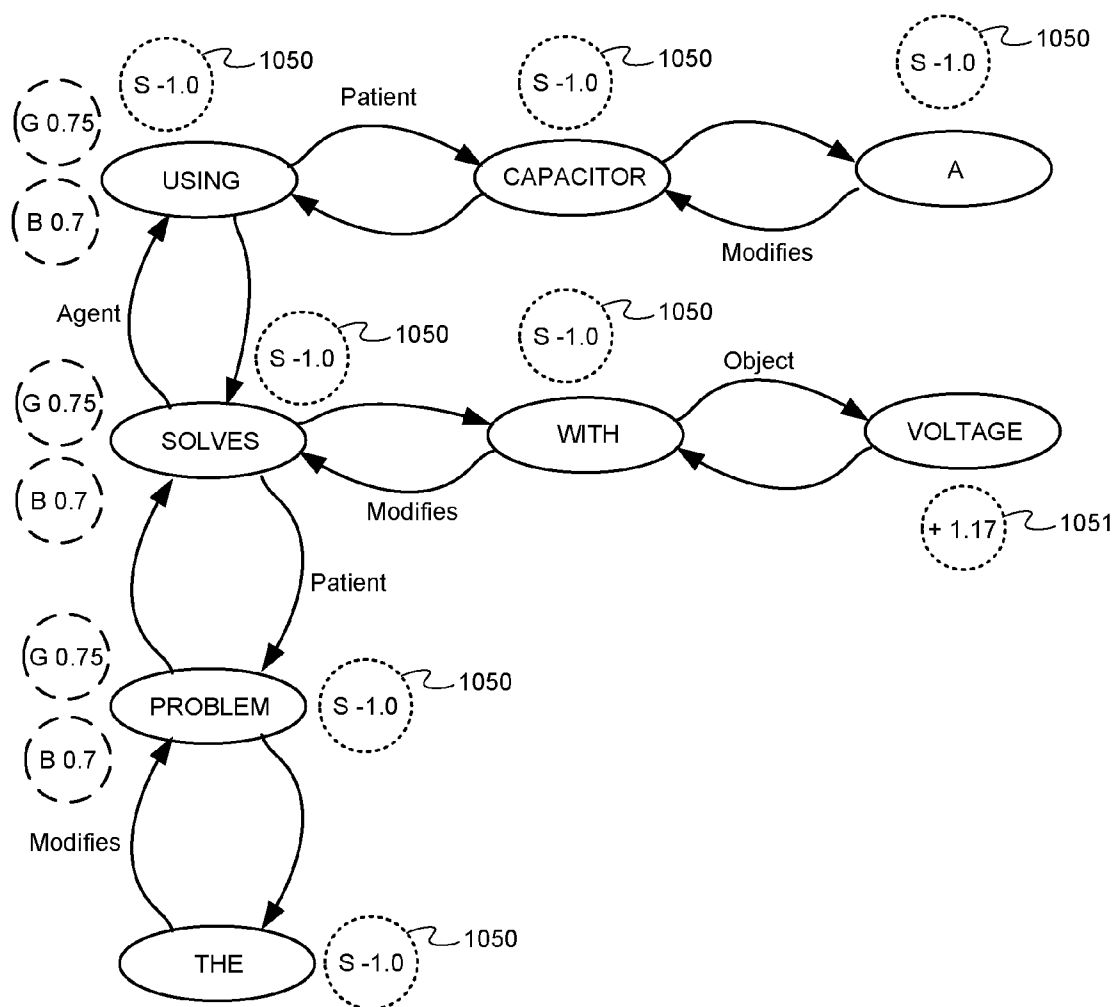 1050
1050
1050
S -1.0
S -1.0
S -1.0
Patient
G 0.75
USING
CAPACITOR
A
B 0.7
Modifies
Agent
1050
1050
S -1.0
S -1.0
Object
G 0.75
SOLVES
WITH
VOLTAGE
B 0.7
Modifies
+ 1.17
1051
Patient
G 0.75
1050
PROBLEM
S -1.0
B 0.7
Modifies
1050
THE
S -1.0